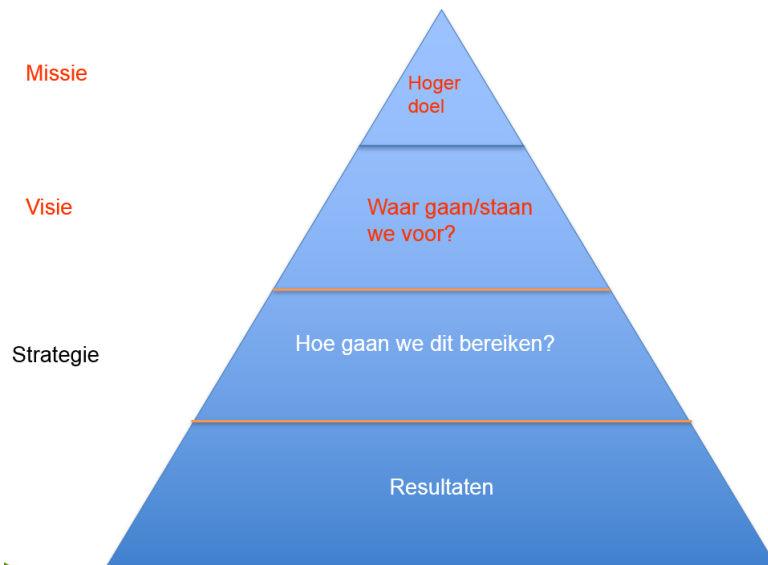 Missie
Hoger
doel
Visie
Waar gaan/staan
we voor?
Strategie
Hoe gaan we dit bereiken?
Resultaten